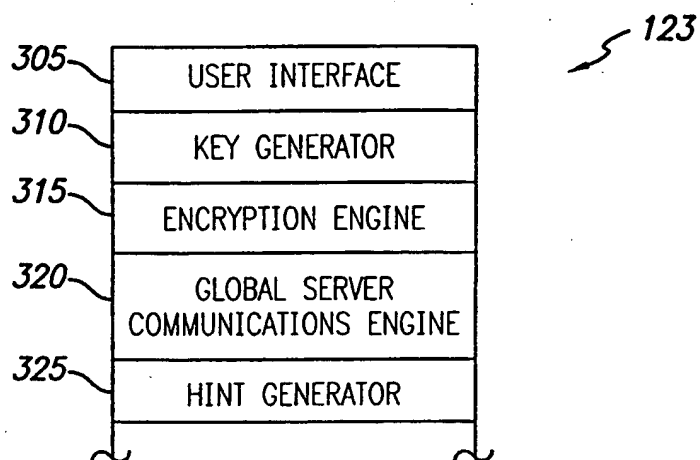 123
305 USER INTERFACE
310 KEY GENERATOR
315 ENCRYPTION ENGINE
320 GLOBAL SERVER
COMMUNICATIONS ENGINE
325 HINT GENERATOR